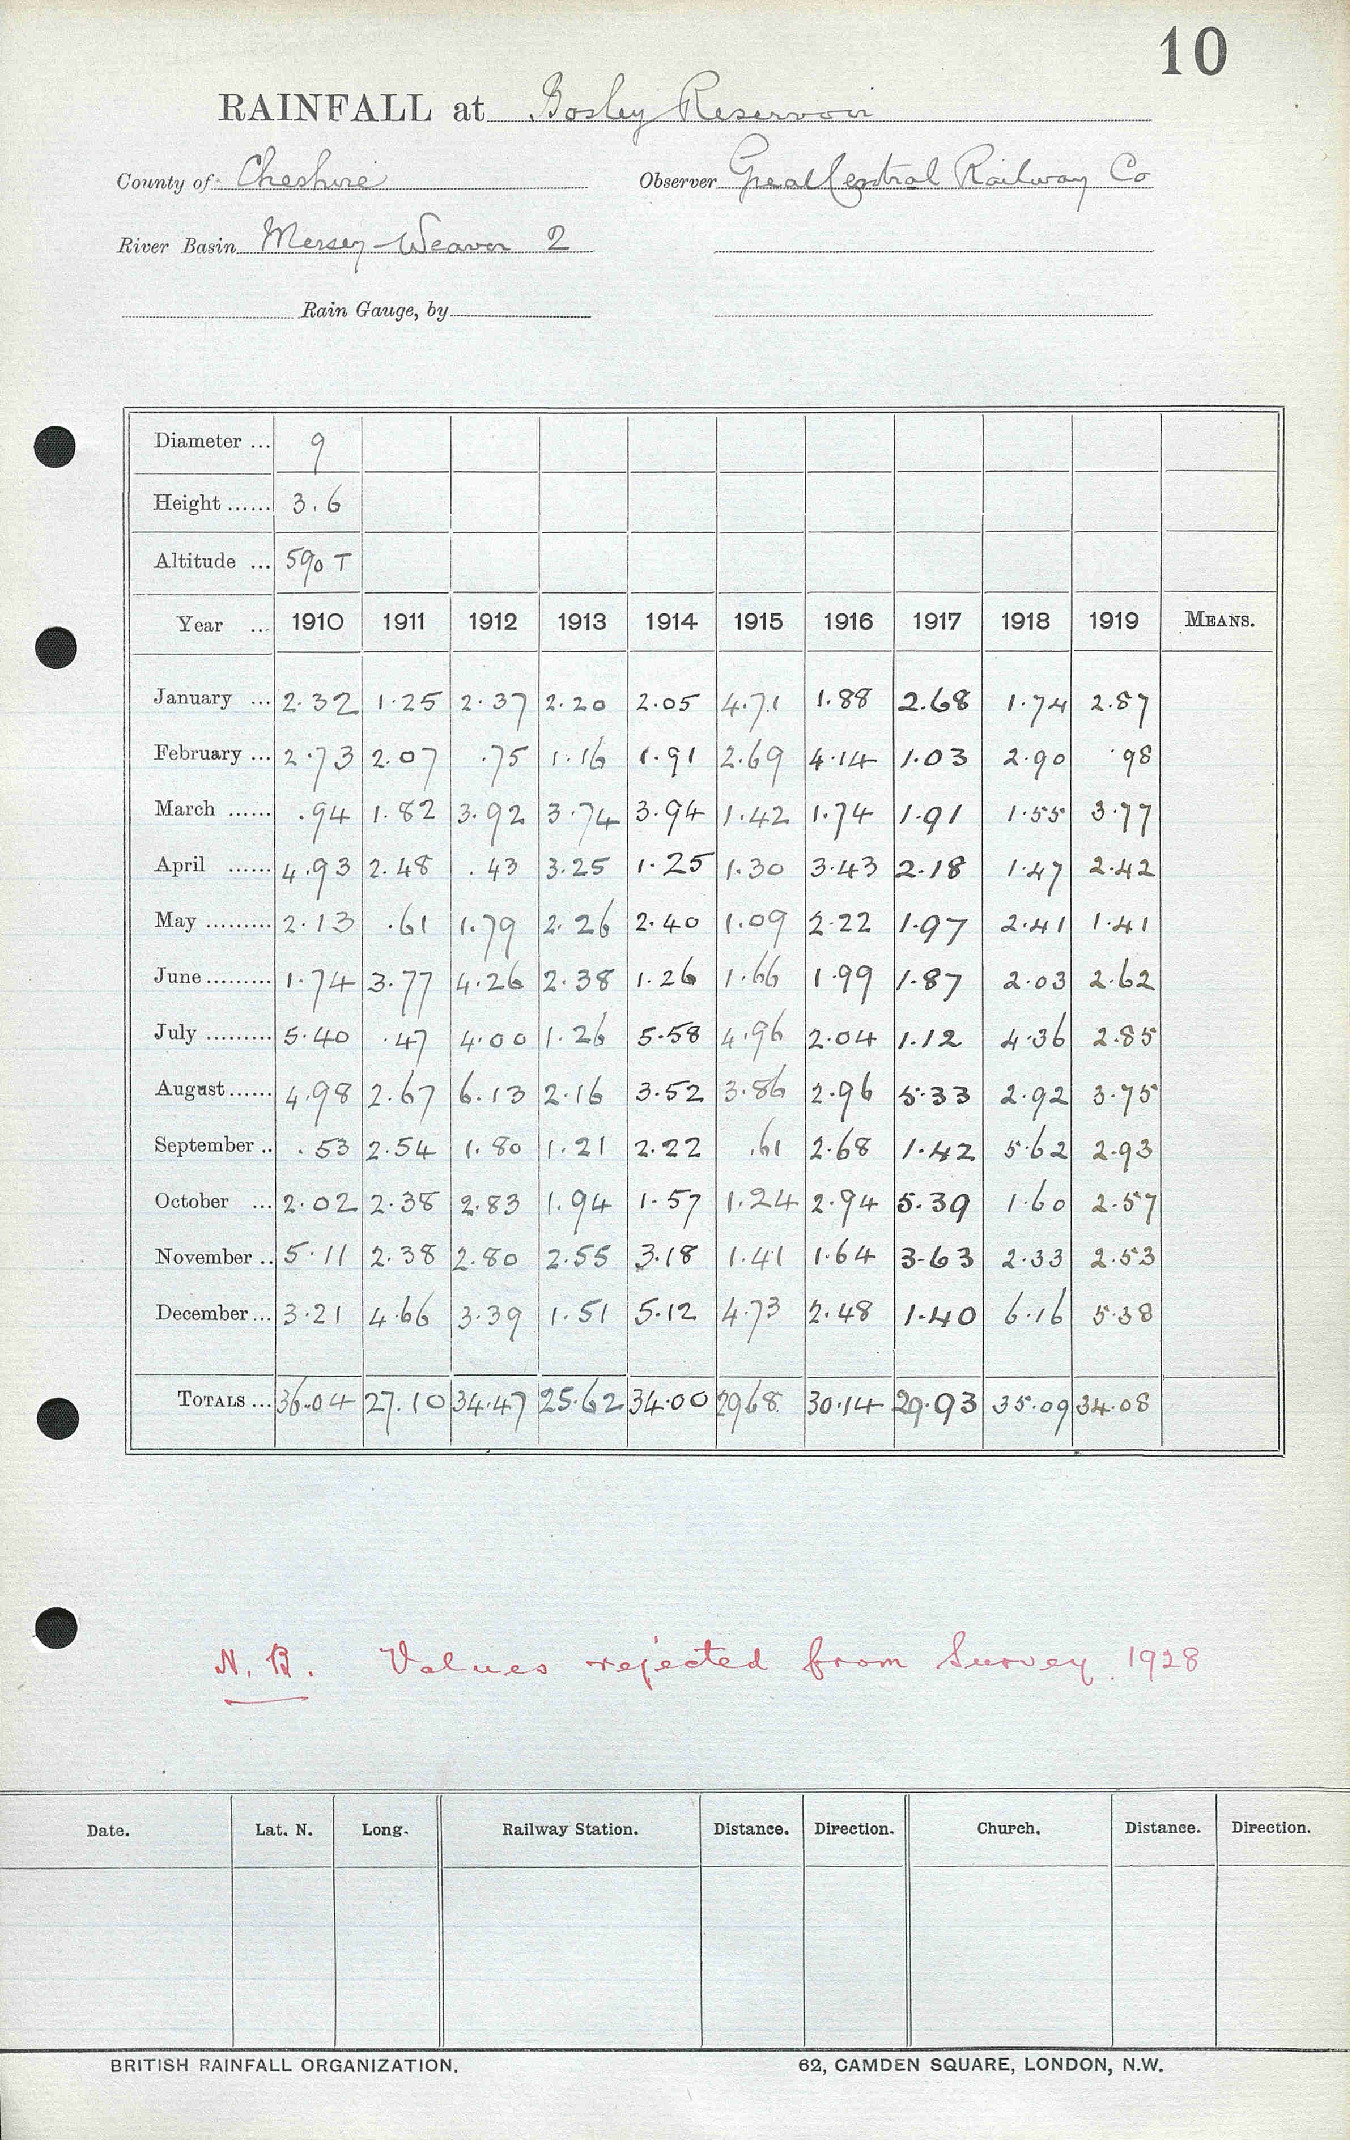 10
RAINFALL at Bosley Reservoir
County of Cheshire Observer Great Central Railway Co
River Basin Mersey-Weaver 2
Rain Gauge, by
Diameter ... 9
Height ...... 3.6
Altitude ... 590 T
Year ... 1910 1911 1912 1913 1914 1915 1916 1917 1918 1919 MEANS.
January ... 2.32 1.25 2.37 2.20 2.05 4.71 1.88 2.68 1.74 2.87
February ... 2.73 2.07 .75 1.16 1.91 2.69 4.14 1.03 2.90 .98
March ...... .94 1.82 3.92 3.74 3.94 1.42 1.74 1.91 1.55 3.77
April ...... 4.93 2.48 .43 3.25 1.25 1.30 3.43 2.18 1.47 2.42
May ......... 2.13 .61 1.79 2.26 2.40 1.09 2.22 1.97 2.41 1.41
June ......... 1.74 3.77 4.26 2.38 1.26 1.66 1.99 1.87 2.03 2.62
July ......... 5.40 .47 4.00 1.26 5.58 4.96 2.04 1.12 4.36 2.85
August ...... 4.98 2.67 6.13 2.16 3.52 3.86 2.96 5.33 2.92 3.75
September .. .53 2.54 1.80 1.21 2.22 .61 2.68 1.42 5.62 2.93
October ... 2.02 2.38 2.83 1.94 1.57 1.24 2.94 5.39 1.60 2.57
November .. 5.11 2.38 2.80 2.55 3.18 1.41 1.64 3.63 2.33 2.53
December ... 3.21 4.66 3.39 1.51 5.12 4.73 2.48 1.40 6.16 5.38
TOTALS ... 36.04 27.10 34.47 25.62 34.00 29.68 30.14 29.93 35.09 34.08
N.B. Values rejected from Survey 1928
Date. Lat. N. Long. Railway Station. Distance. Direction. Church. Distance. Direction.
BRITISH RAINFALL ORGANIZATION. 62, CAMDEN SQUARE, LONDON, N.W.